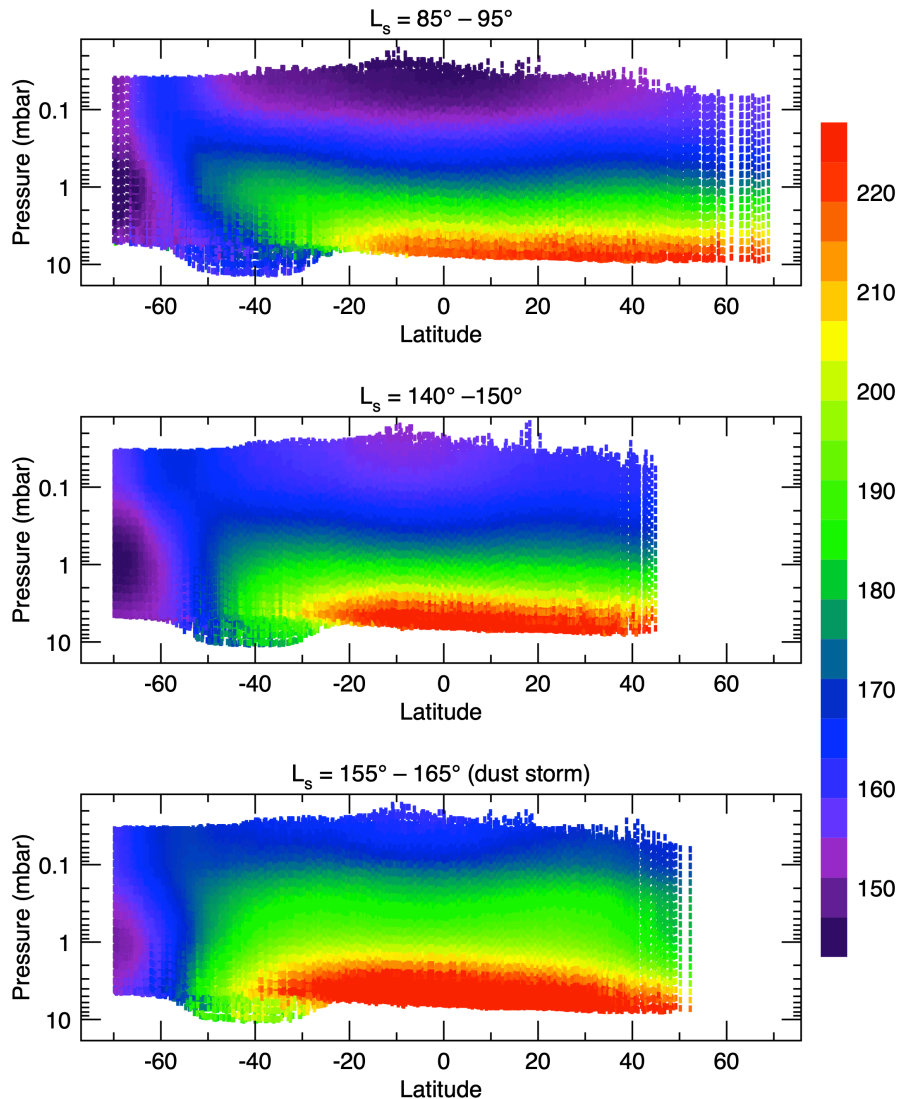 Lₛ = 85° – 95°
Pressure (mbar)
0.1
1
10
-60 -40 -20 0 20 40 60
Latitude
Lₛ = 140° –150°
Pressure (mbar)
0.1
1
10
-60 -40 -20 0 20 40 60
Latitude
Lₛ = 155° – 165° (dust storm)
Pressure (mbar)
0.1
1
10
-60 -40 -20 0 20 40 60
Latitude
220
210
200
190
180
170
160
150